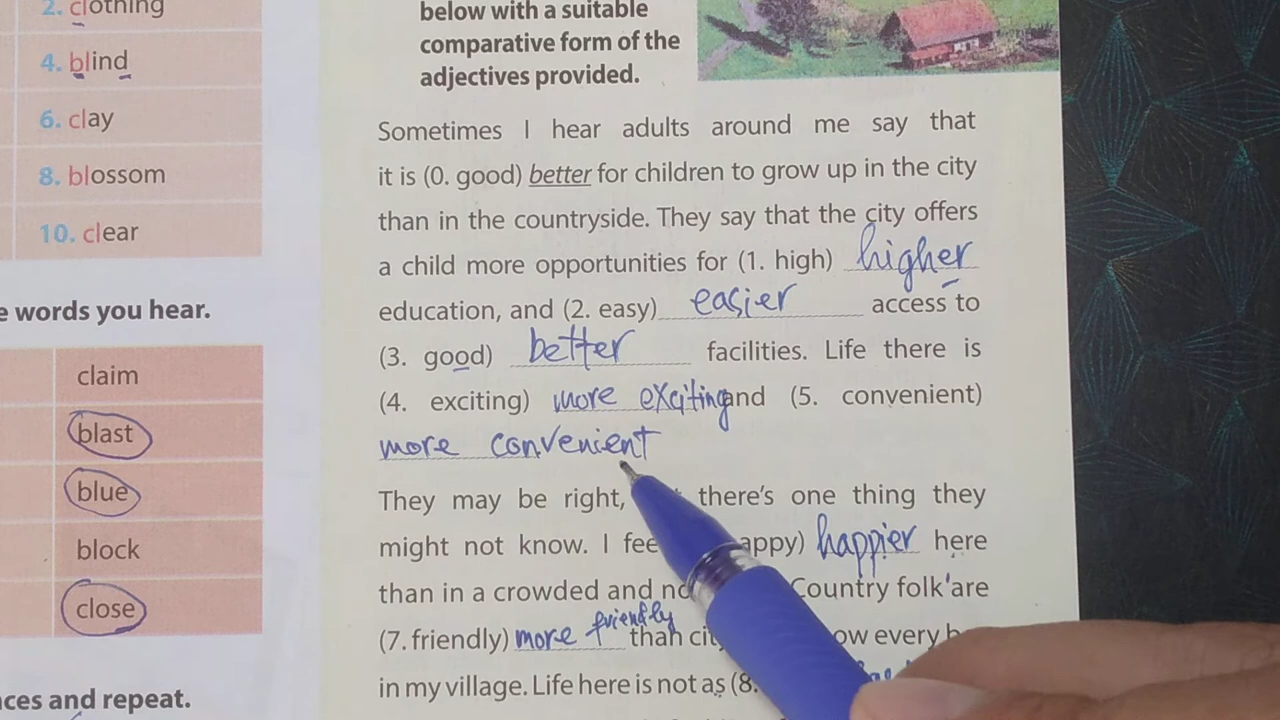 2. clothing
4. blind
6. clay
8. blossom
10. clear
e words you hear.
claim
blast
blue
block
close
nces and repeat.
below with a suitable
comparative form of the
adjectives provided.
Sometimes I hear adults around me say that
it is (0. good) better for children to grow up in the city
than in the countryside. They say that the city offers
a child more opportunities for (1. high) higher
education, and (2. easy) easier access to
(3. good) better facilities. Life there is
(4. exciting) more exciting and (5. convenient)
more convenient
They may be right, there's one thing they
might not know. I fee appy) happier here
than in a crowded and no Country folk are
(7. friendly) more friendly than cit ow every b
in my village. Life here is not as (8.